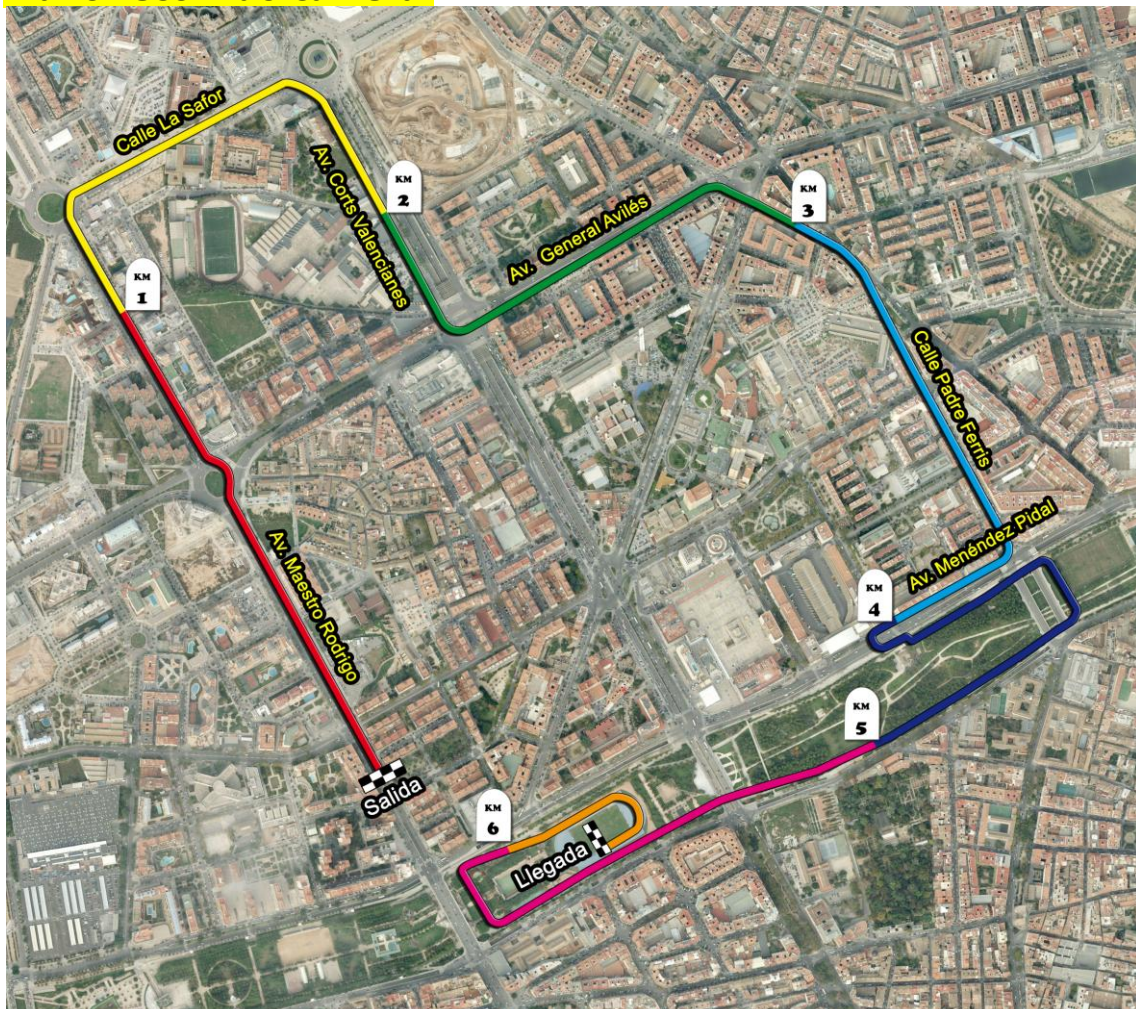 Calle La Safor
Av. Corts Valencianes
KM
2
Av. General Avilés
KM
3
KM
1
Calle Padre Ferris
Av. Maestro Rodrigo
Av. Menéndez Pidal
KM
4
KM
5
Salida
KM
6
Llegada